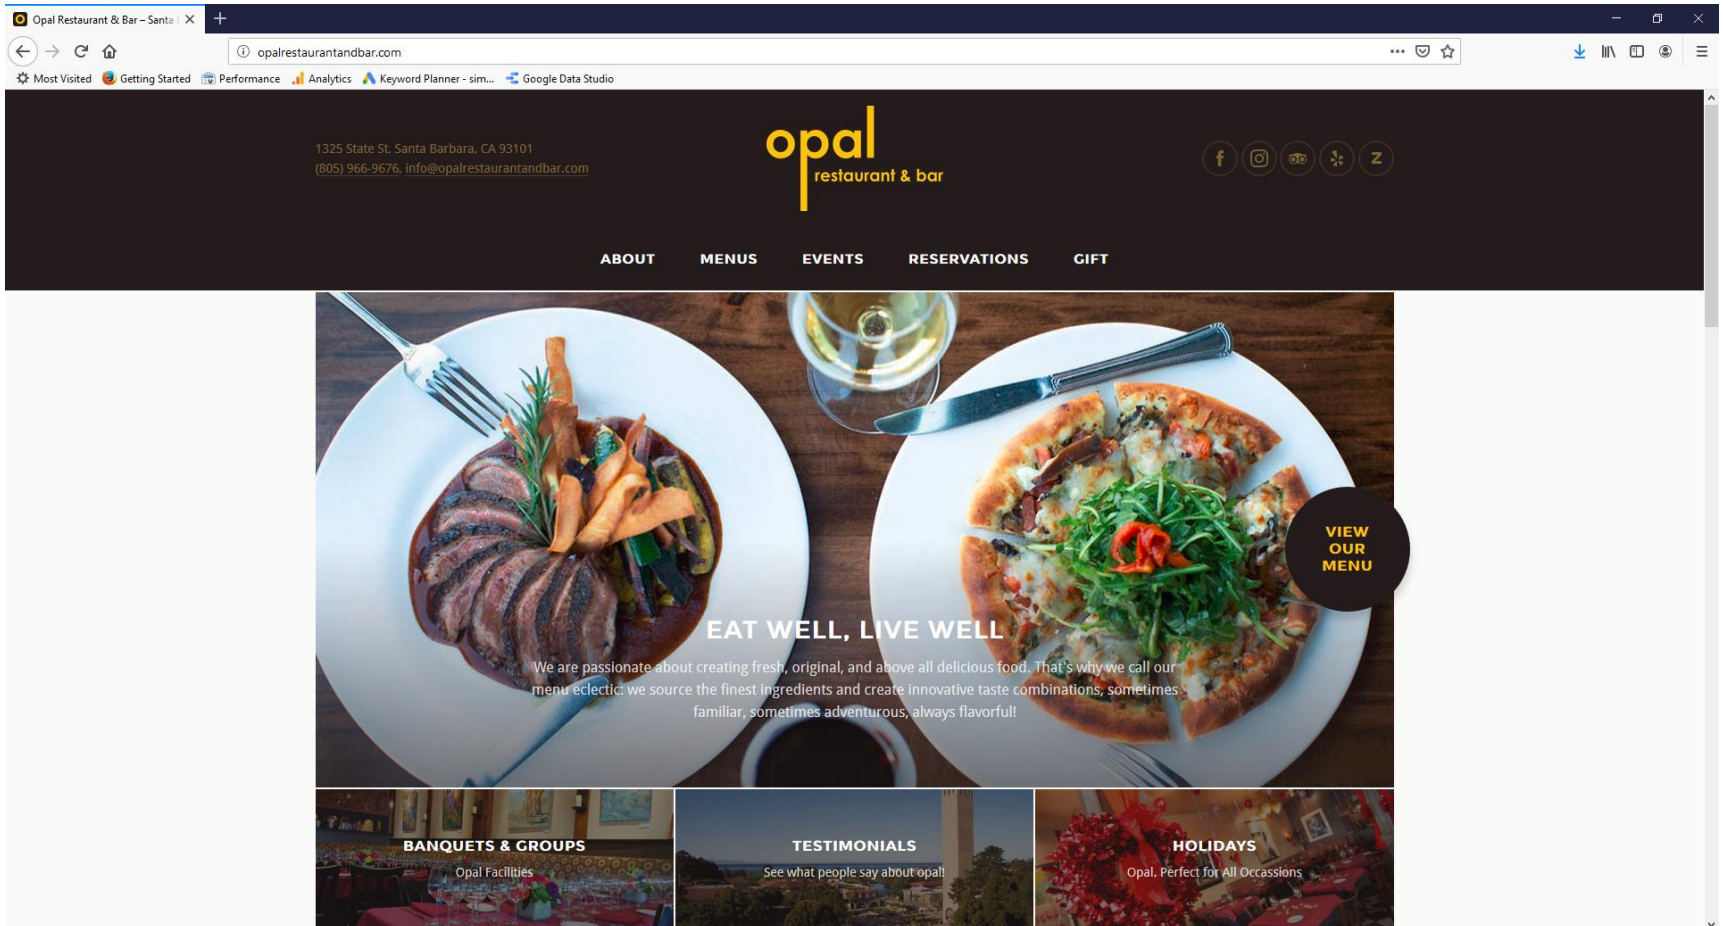 Opal Restaurant & Bar – Santa
opalrestaurantandbar.com
Most Visited Getting Started Performance Analytics Keyword Planner - sim... Google Data Studio
1325 State St, Santa Barbara, CA 93101
(805) 966-9676, info@opalrestaurantandbar.com
opal
restaurant & bar
ABOUT MENUS EVENTS RESERVATIONS GIFT
VIEW
OUR
MENU
EAT WELL, LIVE WELL
We are passionate about creating fresh, original, and above all delicious food. That's why we call our
menu eclectic: we source the finest ingredients and create innovative taste combinations, sometimes
familiar, sometimes adventurous, always flavorful!
BANQUETS & GROUPS
Opal Facilities
TESTIMONIALS
See what people say about opal!
HOLIDAYS
Opal. Perfect for All Occassions